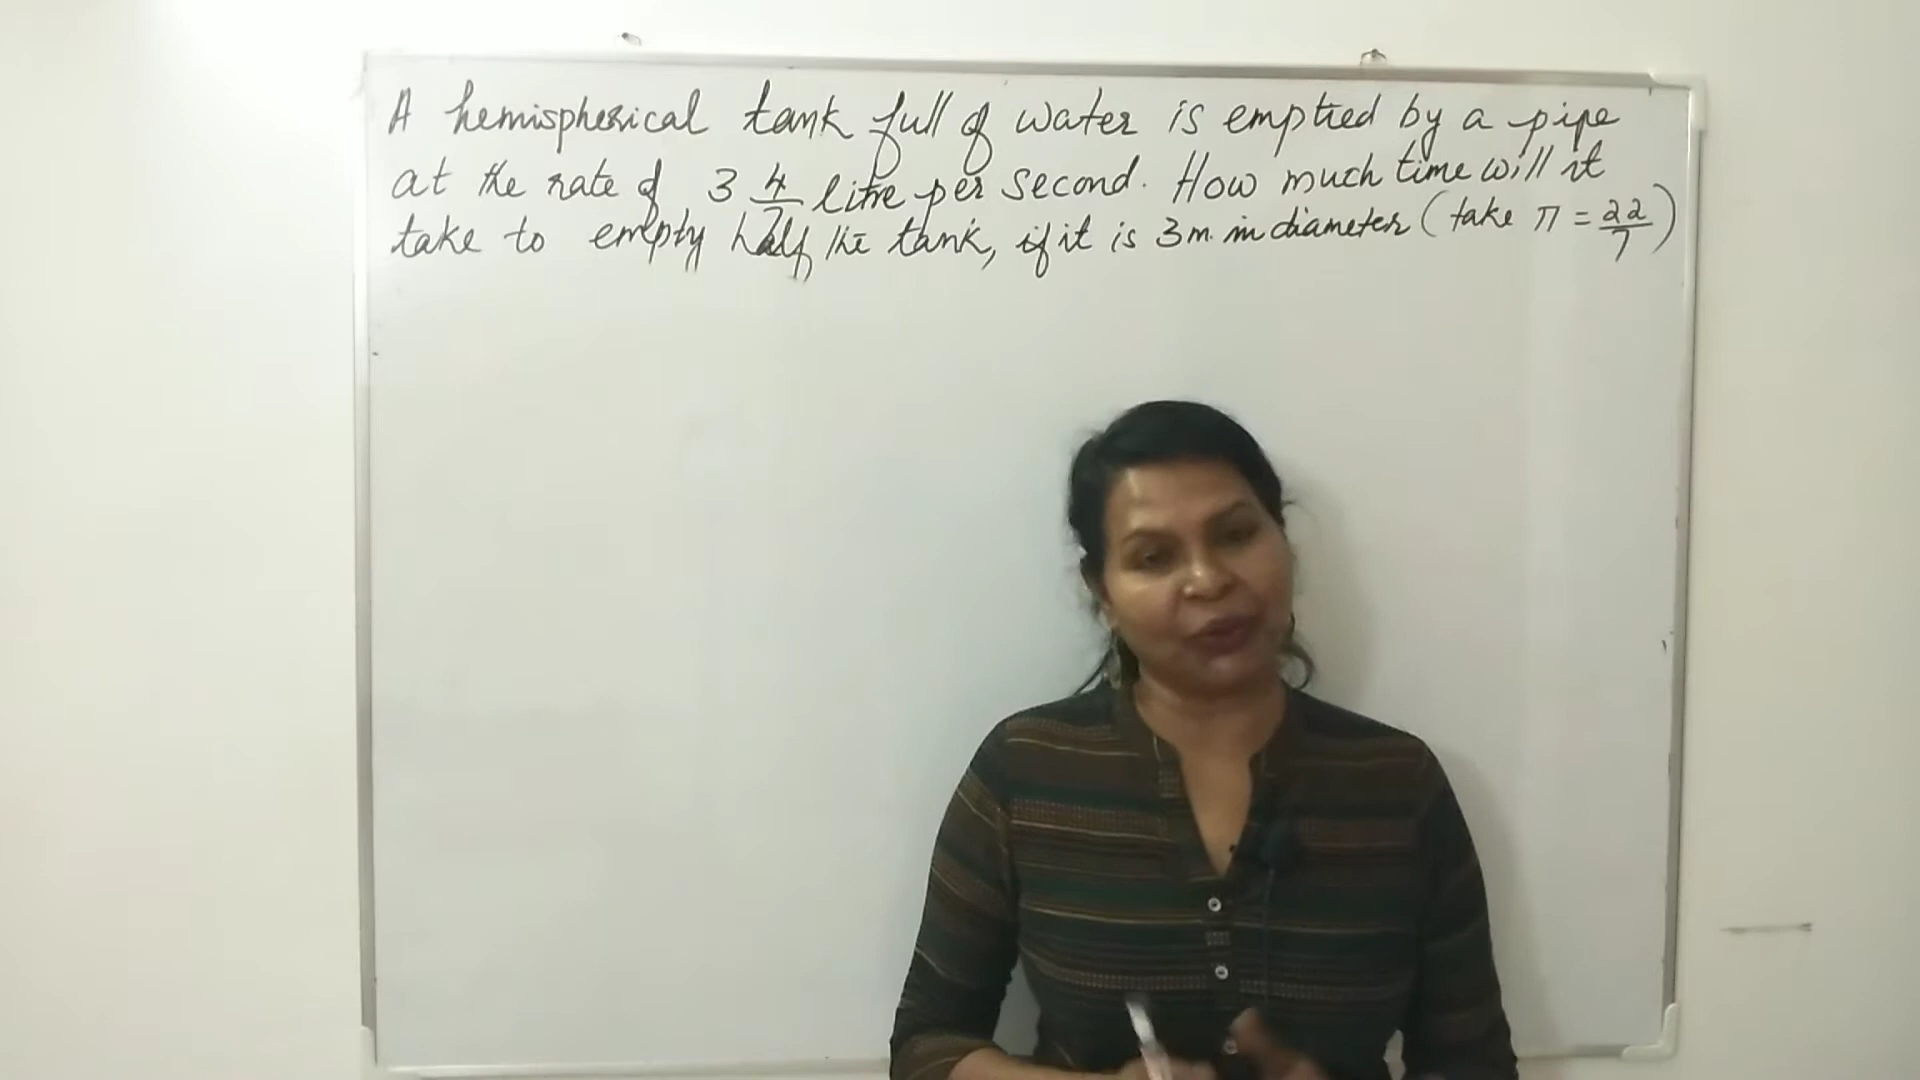 A hemispherical tank full of water is emptied by a pipe
at the rate of 3 4/7 litre per second. How much time will it
take to empty half the tank, if it is 3m. in diameter (take π = 22/7)